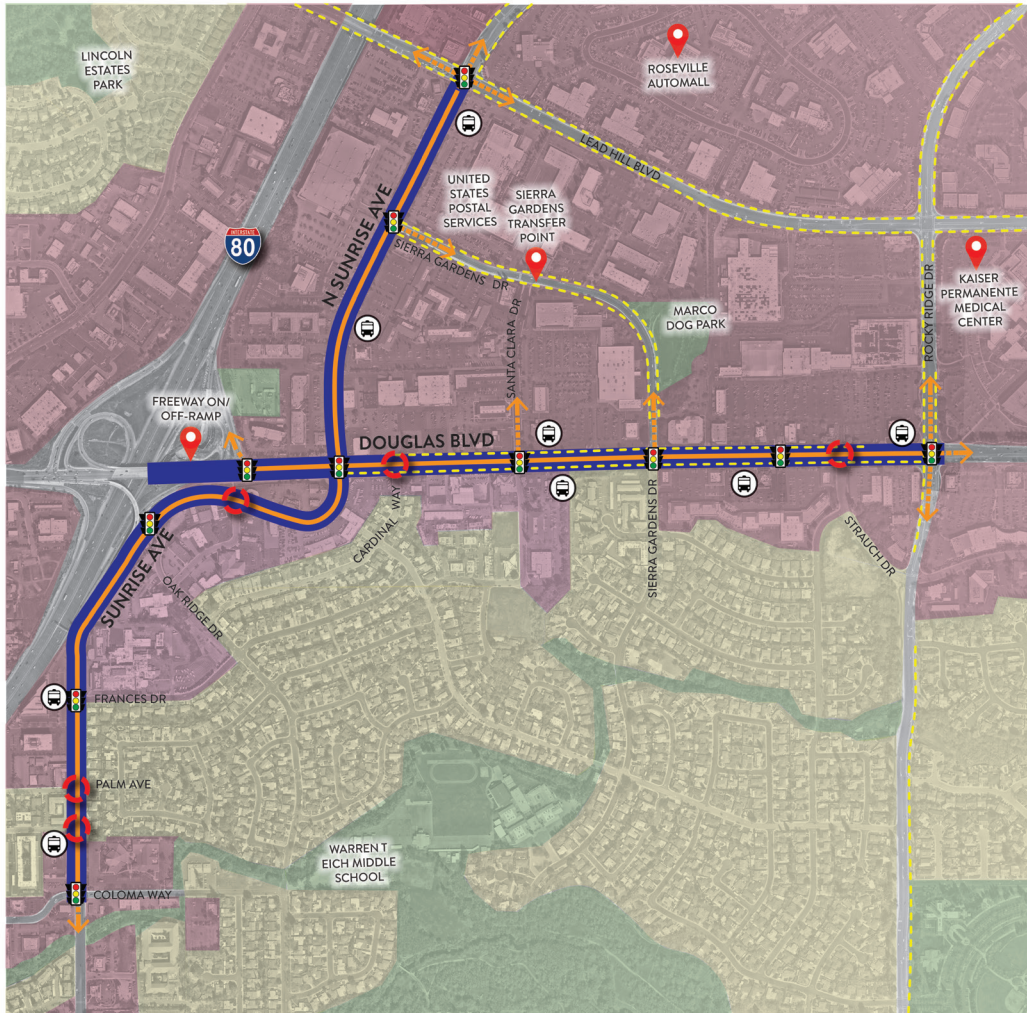 LINCOLN
ESTATES
PARK
ROSEVILLE
AUTOMALL
LEAD HILL BLVD
UNITED
STATES
POSTAL
SERVICES
SIERRA
GARDENS
TRANSFER
POINT
INTERSTATE
80
N SUNRISE AVE
SIERRA GARDENS DR
KAISER
PERMANENTE
MEDICAL
CENTER
ROCKY RIDGE DR
SANTA CLARA DR
MARCO
DOG PARK
FREEWAY ON/
OFF-RAMP
DOUGLAS BLVD
CARDINAL WAY
SIERRA GARDENS DR
STRAUCH DR
SUNRISE AVE
OAK RIDGE DR
FRANCES DR
PALM AVE
WARREN T
EICH MIDDLE
SCHOOL
COLOMA WAY